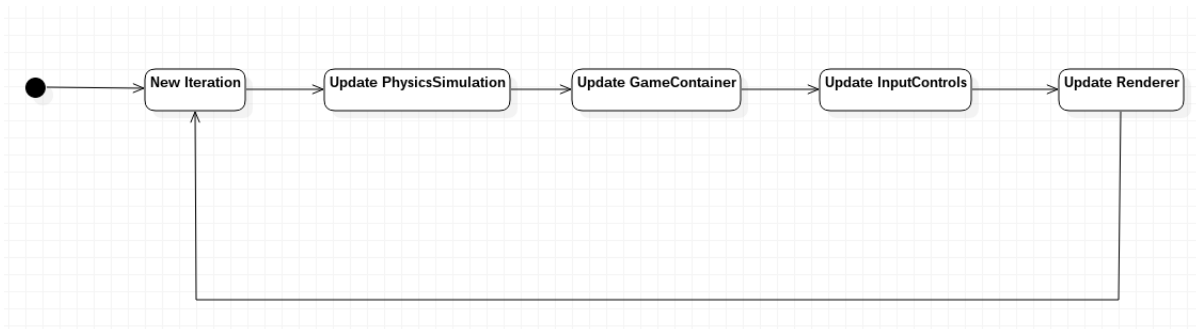 New Iteration
Update PhysicsSimulation
Update GameContainer
Update InputControls
Update Renderer